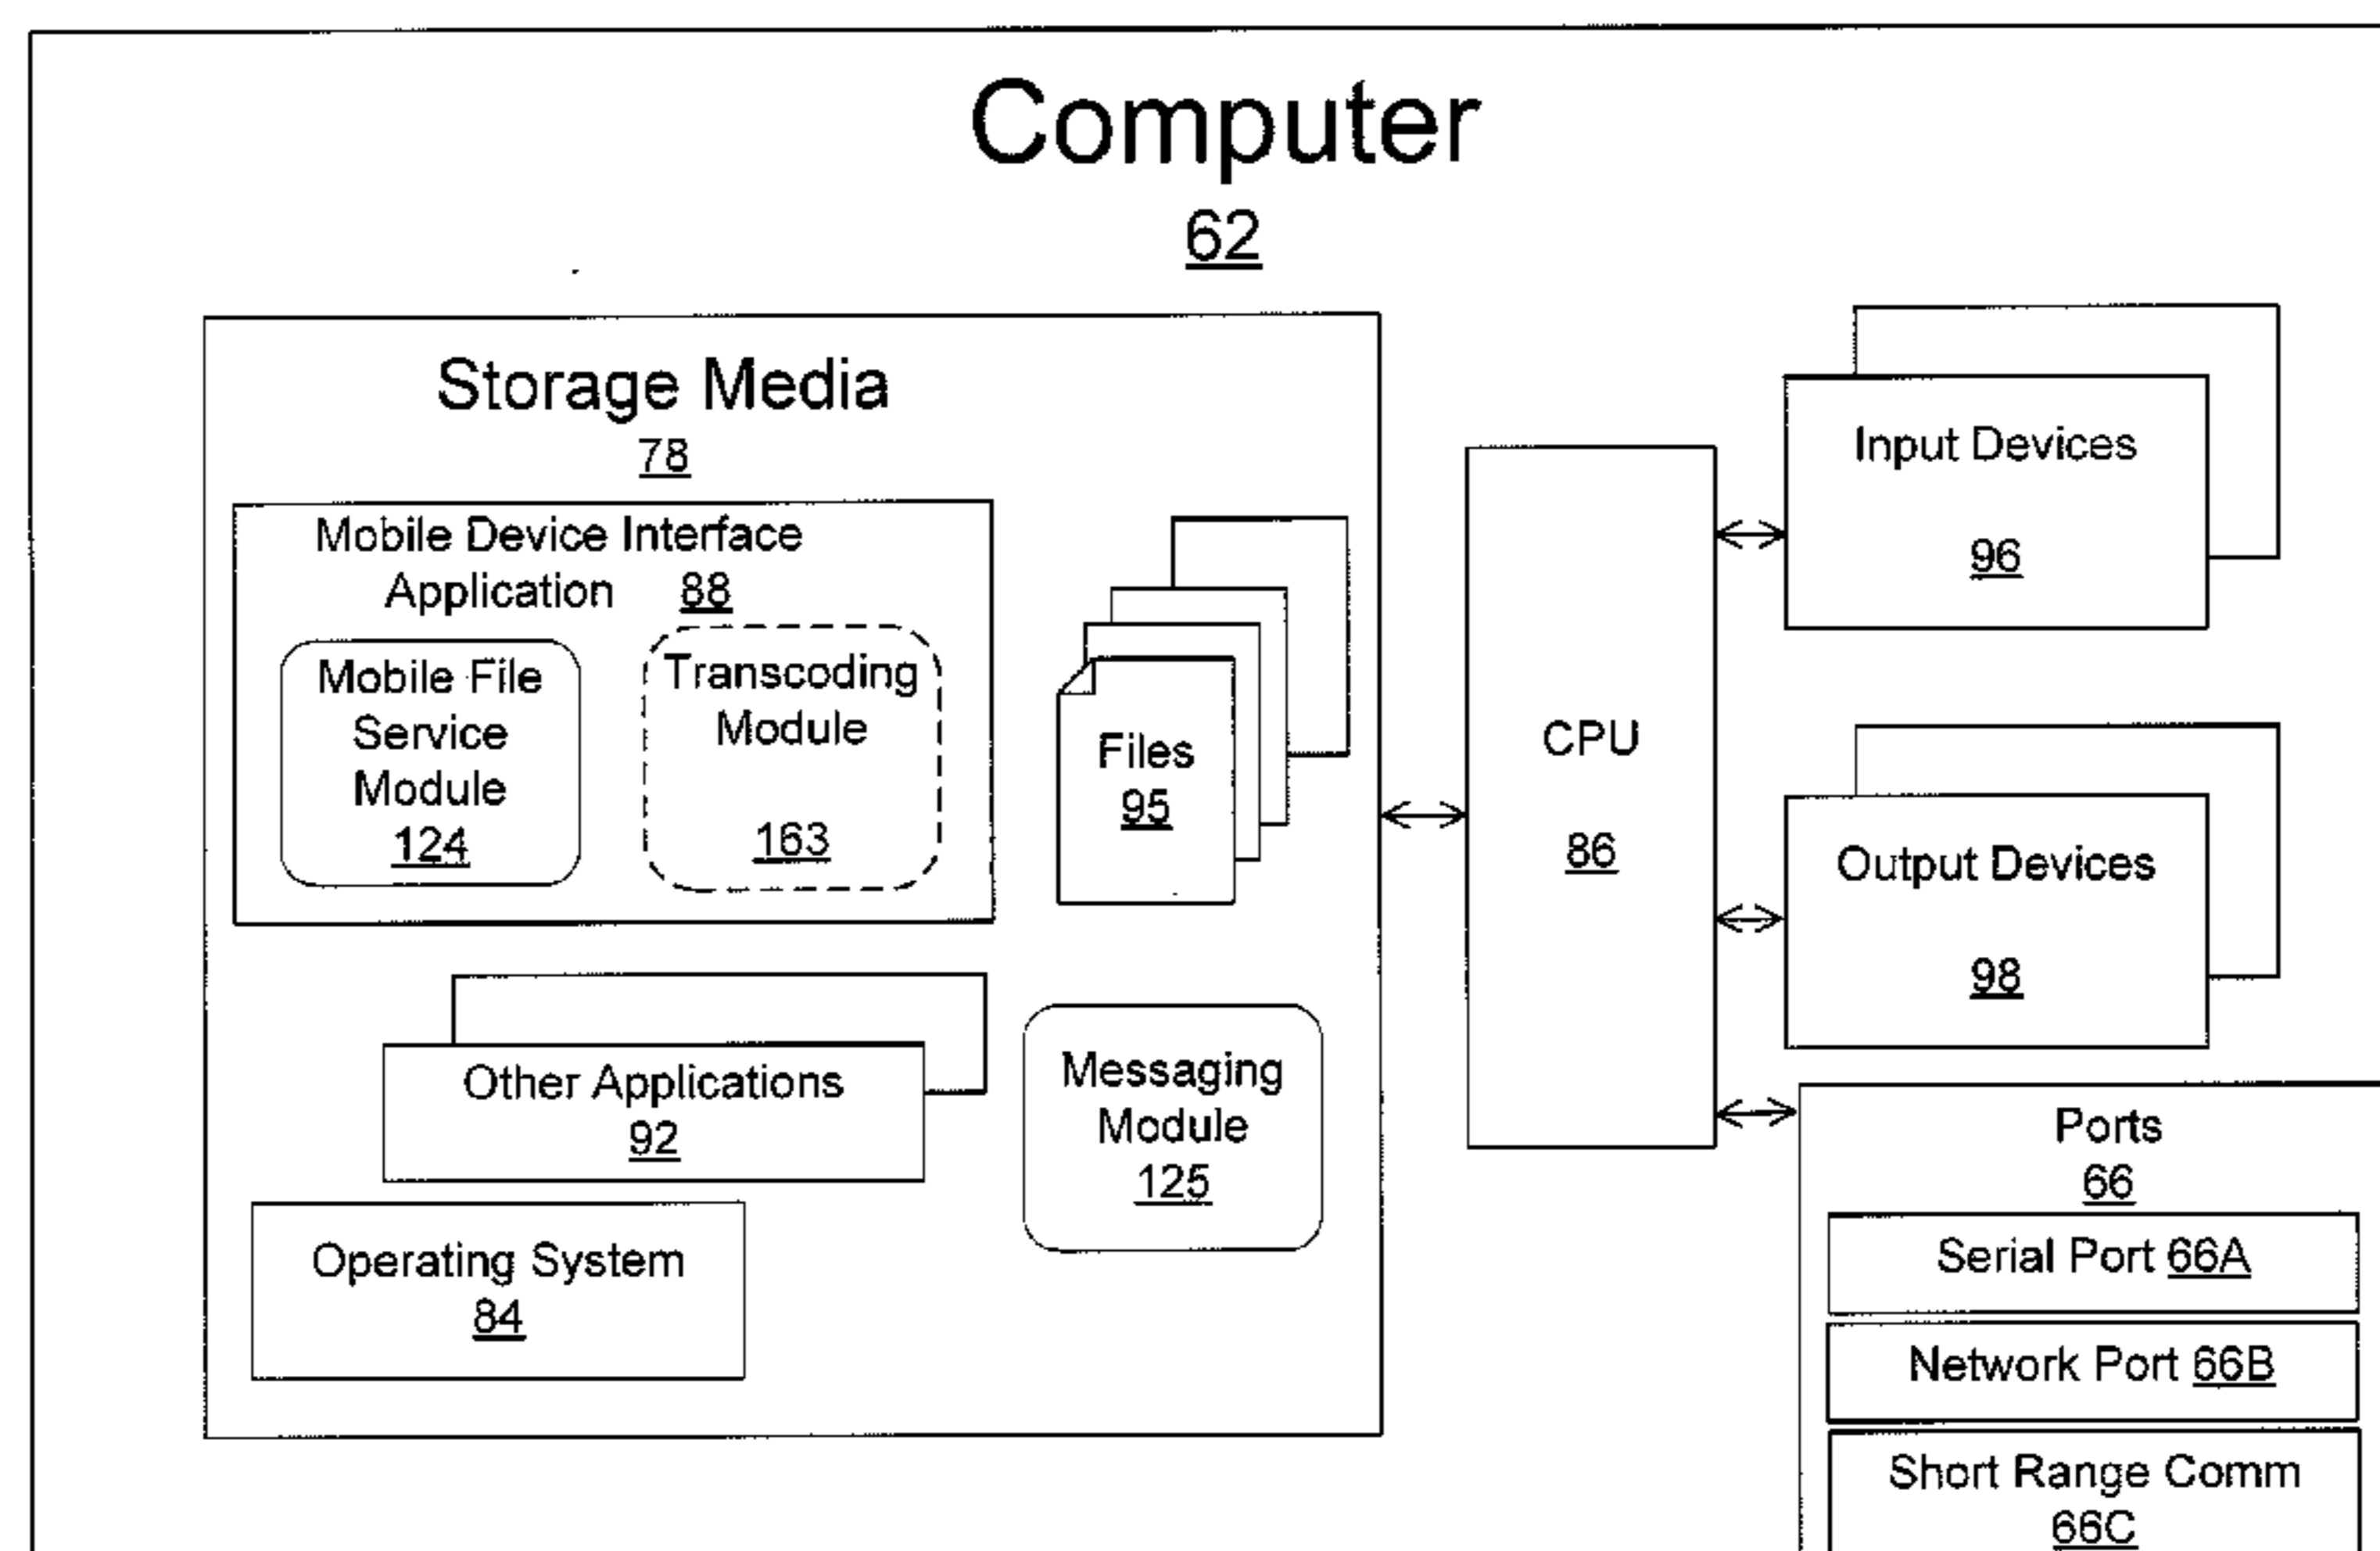 Computer
62
Storage Media
78
Mobile Device Interface
Application 88
Mobile File
Service
Module
124
Transcoding
Module
163
Files
95
Other Applications
92
Messaging
Module
125
Operating System
84
CPU
86
Input Devices
96
Output Devices
98
Ports
66
Serial Port 66A
Network Port 66B
Short Range Comm
66C